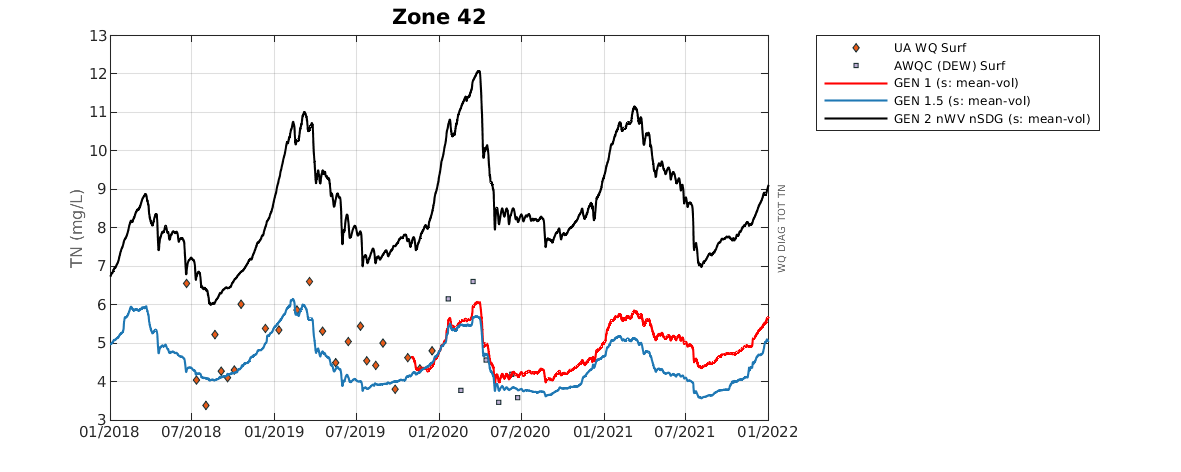 Zone 42
13
12
11
10
9
8
7
6
5
4
3
TN (mg/L)
01/2018
07/2018
01/2019
07/2019
01/2020
07/2020
01/2021
07/2021
01/2022
WQ DIAG TOT TN
UA WQ Surf
AWQC (DEW) Surf
GEN 1 (s: mean-vol)
GEN 1.5 (s: mean-vol)
GEN 2 nWV nSDG (s: mean-vol)